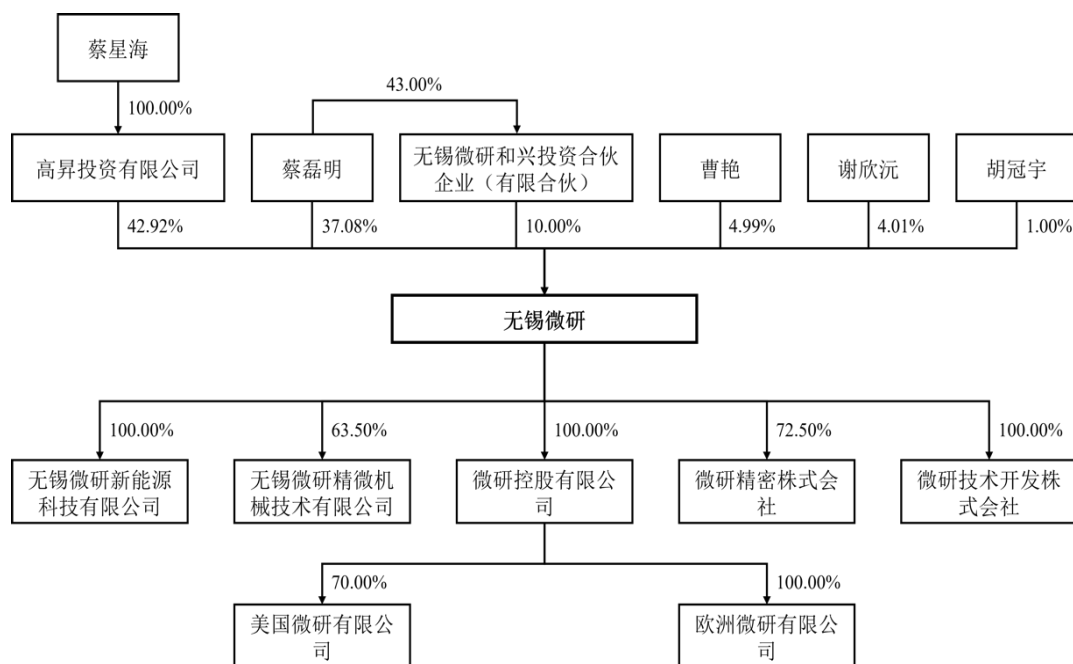 蔡星海
100.00%
43.00%
高昇投资有限公司
蔡磊明
无锡微研和兴投资合伙
企业（有限合伙）
曹艳
谢欣沅
胡冠宇
42.92%
37.08%
10.00%
4.99%
4.01%
1.00%
无锡微研
100.00%
63.50%
100.00%
72.50%
100.00%
无锡微研新能源
科技有限公司
无锡微研精微机
械技术有限公司
微研控股有限公
司
微研精密株式会
社
微研技术开发株
式会社
70.00%
100.00%
美国微研有限公
司
欧洲微研有限公
司